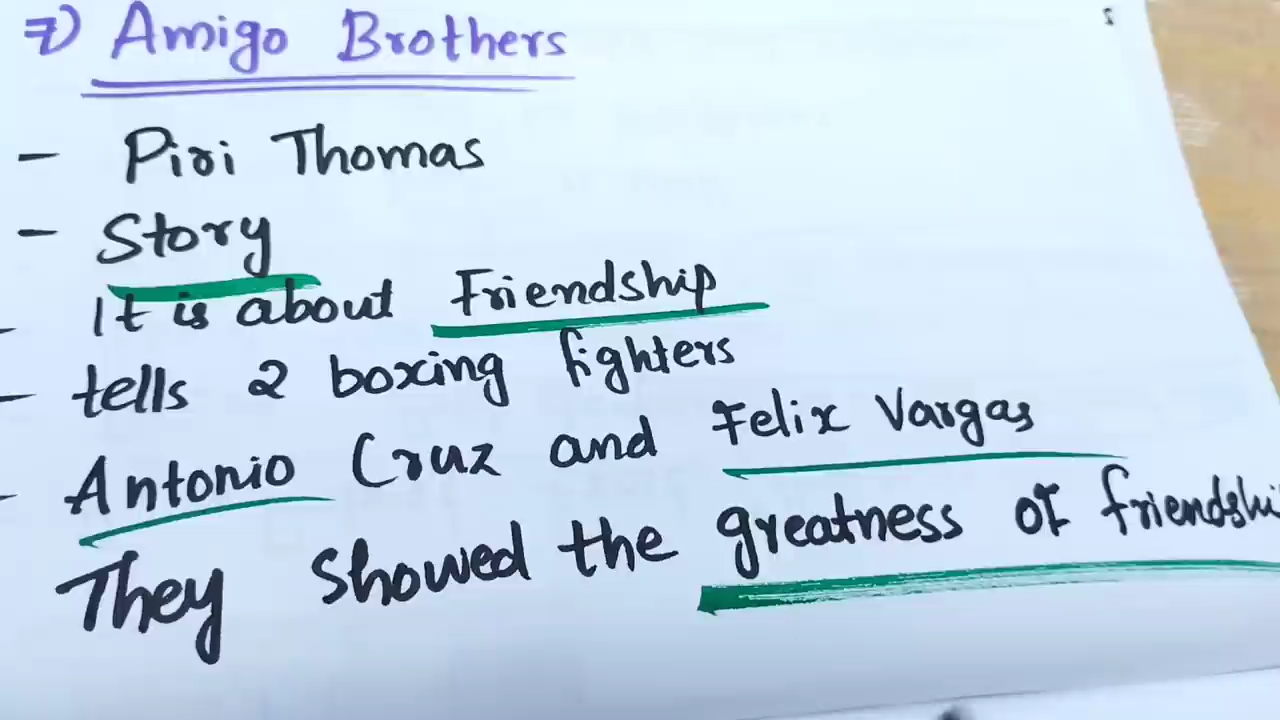 7) Amigo Brothers
- Piri Thomas
- Story
- It is about Friendship
- tells 2 boxing fighters
- Antonio Cruz and Felix Vargas
They showed the greatness of friendshi